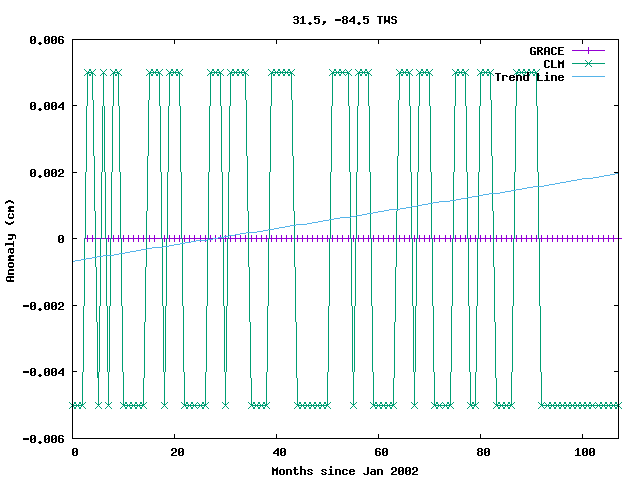 31.5, -84.5 TWS
0.006
GRACE
CLM
Trend Line
0.004
0.002
0
-0.002
-0.004
-0.006
Anomaly (cm)
0 20 40 60 80 100
Months since Jan 2002